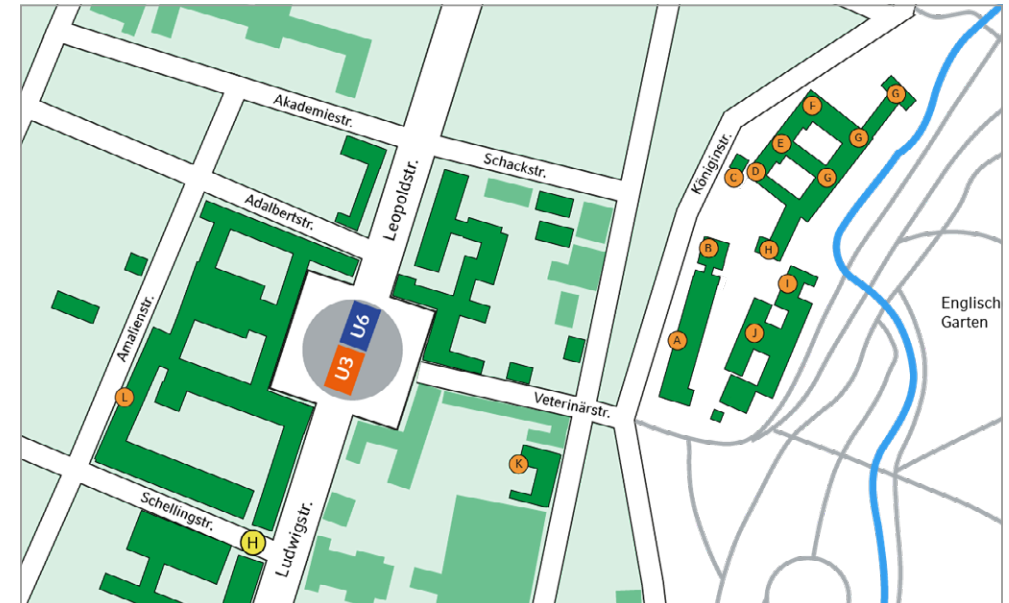 Akademiestr.
Schackstr.
Leopoldstr.
Königinstr.
Adalbertstr.
Amalienstr.
Veterinärstr.
Schellingstr.
Ludwigstr.
Englisch
Garten
U6
U3
G
F
G
E
D
C
G
B
H
I
A
J
L
K
H